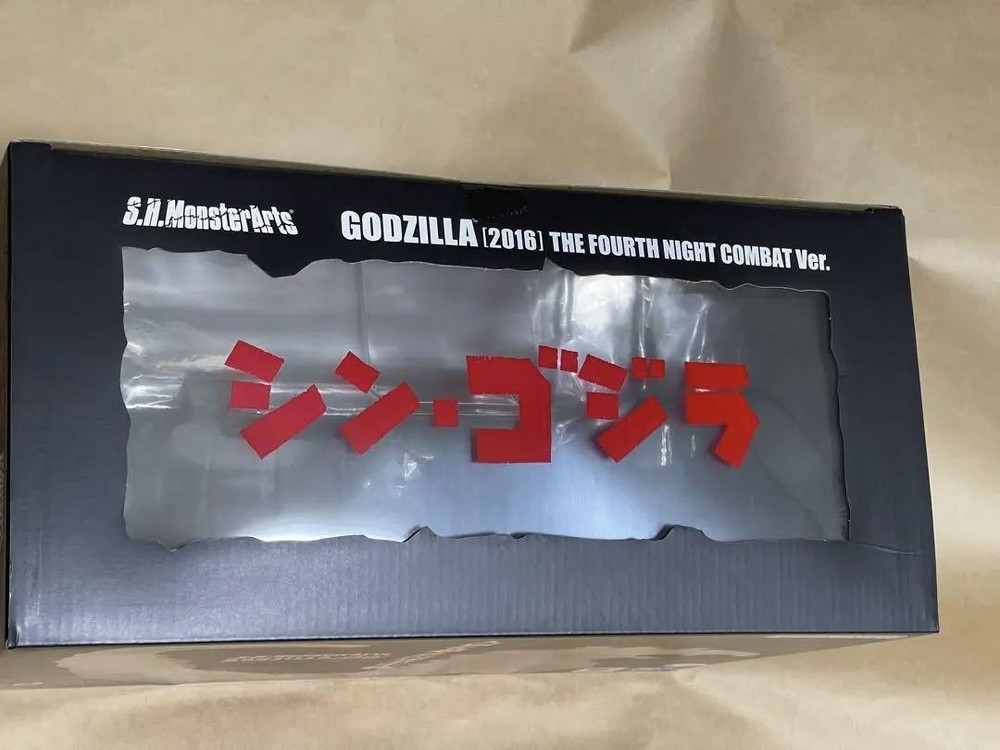 S.H.MonsterArts
GODZILLA [2016] THE FOURTH NIGHT COMBAT Ver.
シン・ゴジラ